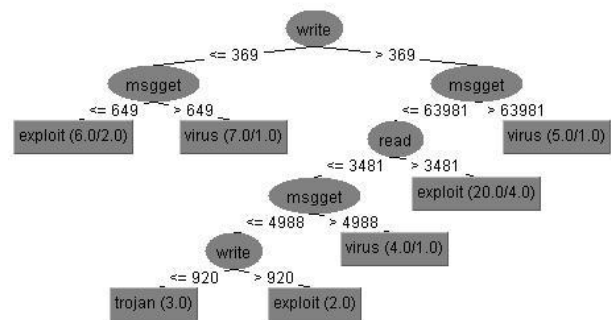 write
<= 369 > 369
msgget msgget
<= 649 > 649 <= 63981 > 63981
exploit (6.0/2.0) virus (7.0/1.0) read virus (5.0/1.0)
<= 3481 > 3481
msgget exploit (20.0/4.0)
<= 4988 > 4988
write virus (4.0/1.0)
<= 920 > 920
trojan (3.0) exploit (2.0)